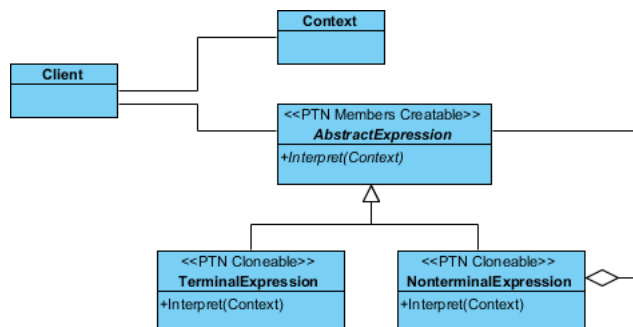 Context
Client
<<PTN Members Creatable>>
AbstractExpression
+Interpret(Context)
<<PTN Cloneable>>
TerminalExpression
+Interpret(Context)
<<PTN Cloneable>>
NonterminalExpression
+Interpret(Context)